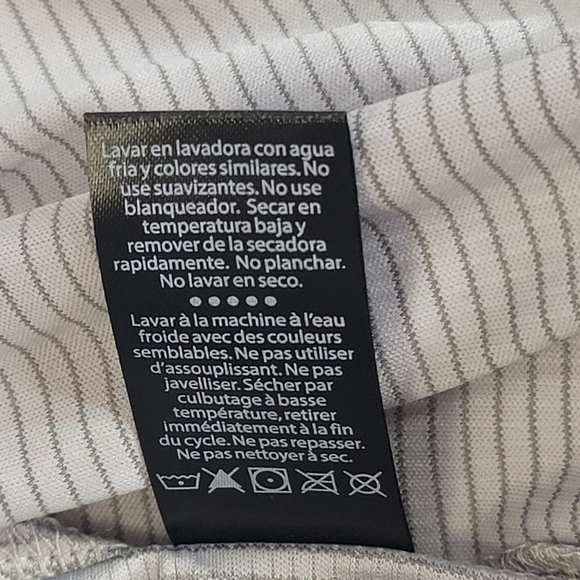 Lavar en lavadora con agua
fria y colores similares. No
use suavizantes. No use
blanqueador. Secar en
temperatura baja y
remover de la secadora
rapidamente. No planchar.
No lavar en seco.
Lavar à la machine à l'eau
froide avec des couleurs
semblables. Ne pas utiliser
d'assouplissant. Ne pas
javelliser. Sécher par
culbutage à basse
température, retirer
immédiatement à la fin
du cycle. Ne pas repasser.
Ne pas nettoyer à sec.